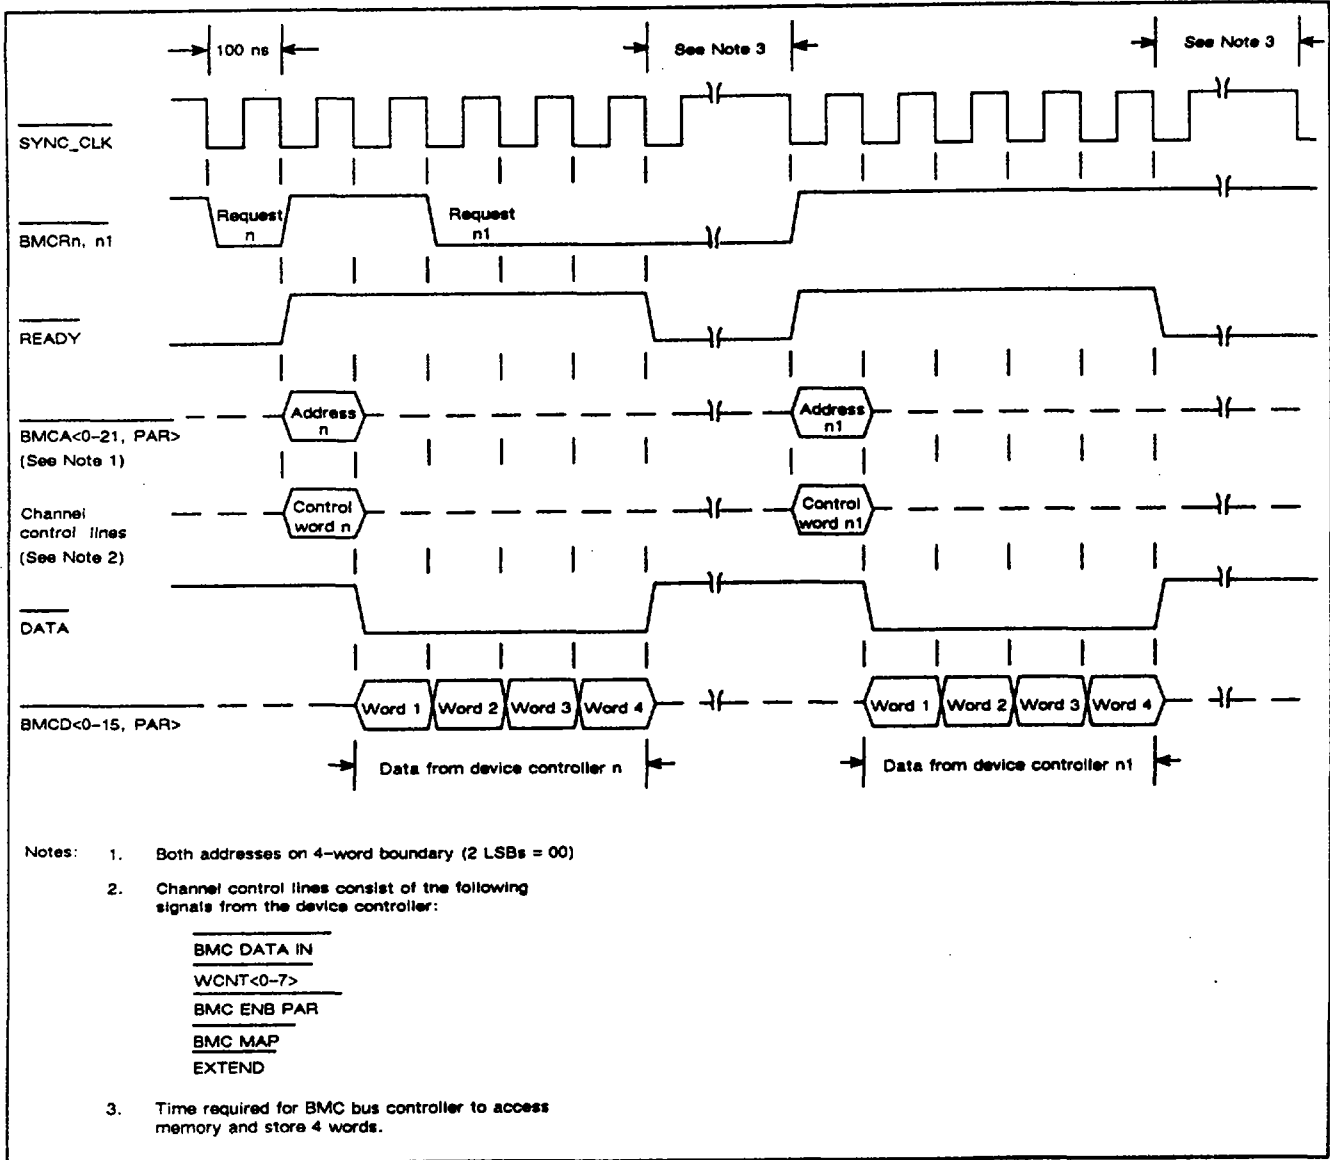 100 ns
See Note 3
See Note 3
SYNC_CLK
Request
n
Request
n1
BMCRn, n1
READY
Address
n
Address
n1
BMCA<0-21, PAR>
(See Note 1)
Control
word n
Control
word n1
Channel
control lines
(See Note 2)
DATA
Word 1 Word 2 Word 3 Word 4
Word 1 Word 2 Word 3 Word 4
BMCD<0-15, PAR>
Data from device controller n
Data from device controller n1
Notes: 1. Both addresses on 4-word boundary (2 LSBs = 00)
2. Channel control lines consist of the following
signals from the device controller:
BMC DATA IN
WCNT<0-7>
BMC ENB PAR
BMC MAP
EXTEND
3. Time required for BMC bus controller to access
memory and store 4 words.